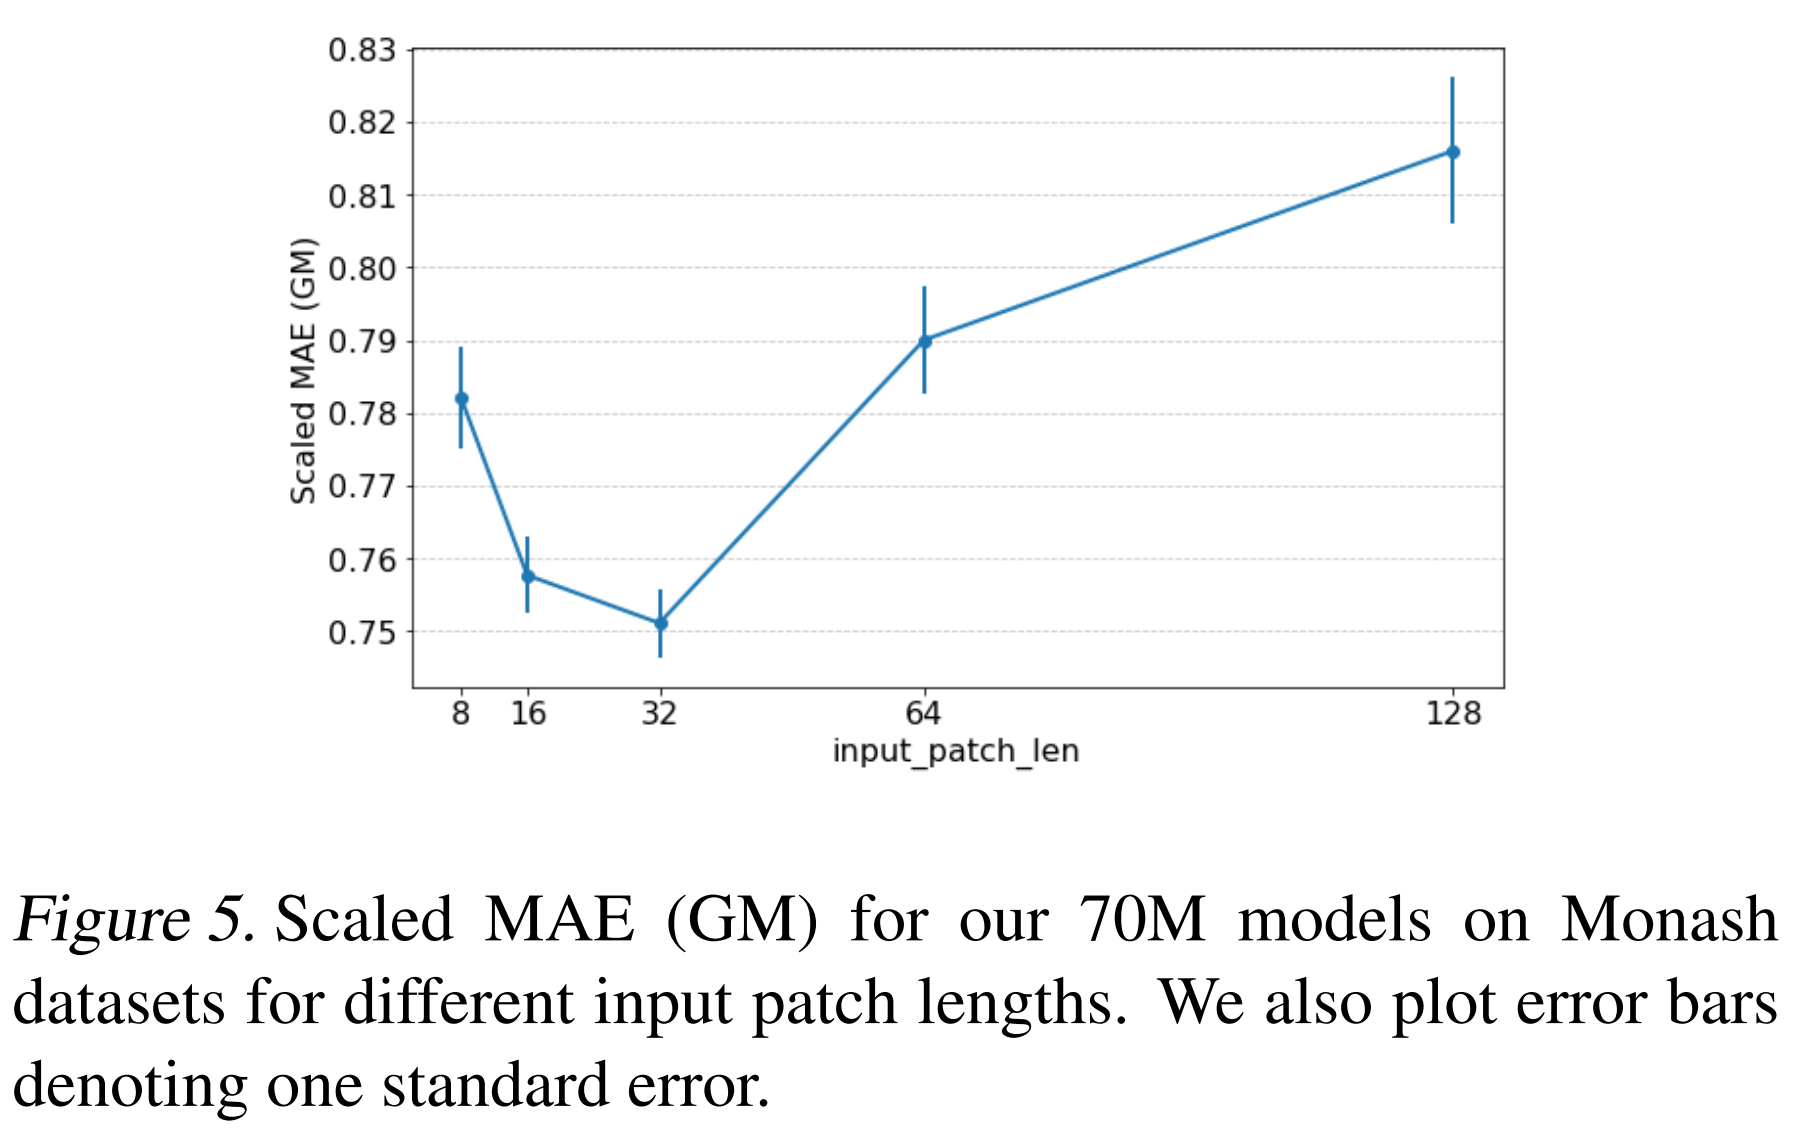 0.83
0.82
0.81
0.80
0.79
0.78
0.77
0.76
0.75
Scaled MAE (GM)
8 16 32 64 128
input_patch_len
Figure 5. Scaled MAE (GM) for our 70M models on Monash
datasets for different input patch lengths. We also plot error bars
denoting one standard error.